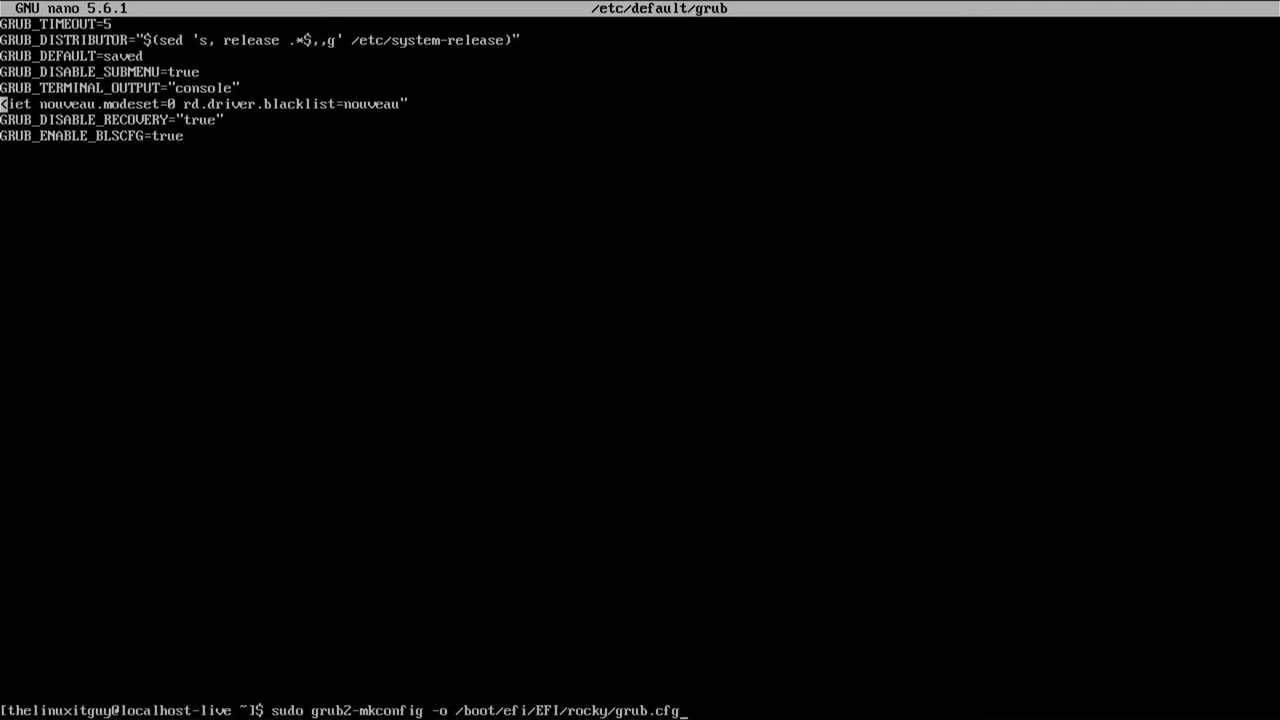 GNU nano 5.6.1 /etc/default/grub
GRUB_TIMEOUT=5
GRUB_DISTRIBUTOR="$(sed 's, release .*$,,g' /etc/system-release)"
GRUB_DEFAULT=saved
GRUB_DISABLE_SUBMENU=true
GRUB_TERMINAL_OUTPUT="console"
<iet nouveau.modeset=0 rd.driver.blacklist=nouveau"
GRUB_DISABLE_RECOVERY="true"
GRUB_ENABLE_BLSCFG=true
[thelinuxitguy@localhost-live ~]$ sudo grub2-mkconfig -o /boot/efi/EFI/rocky/grub.cfg_